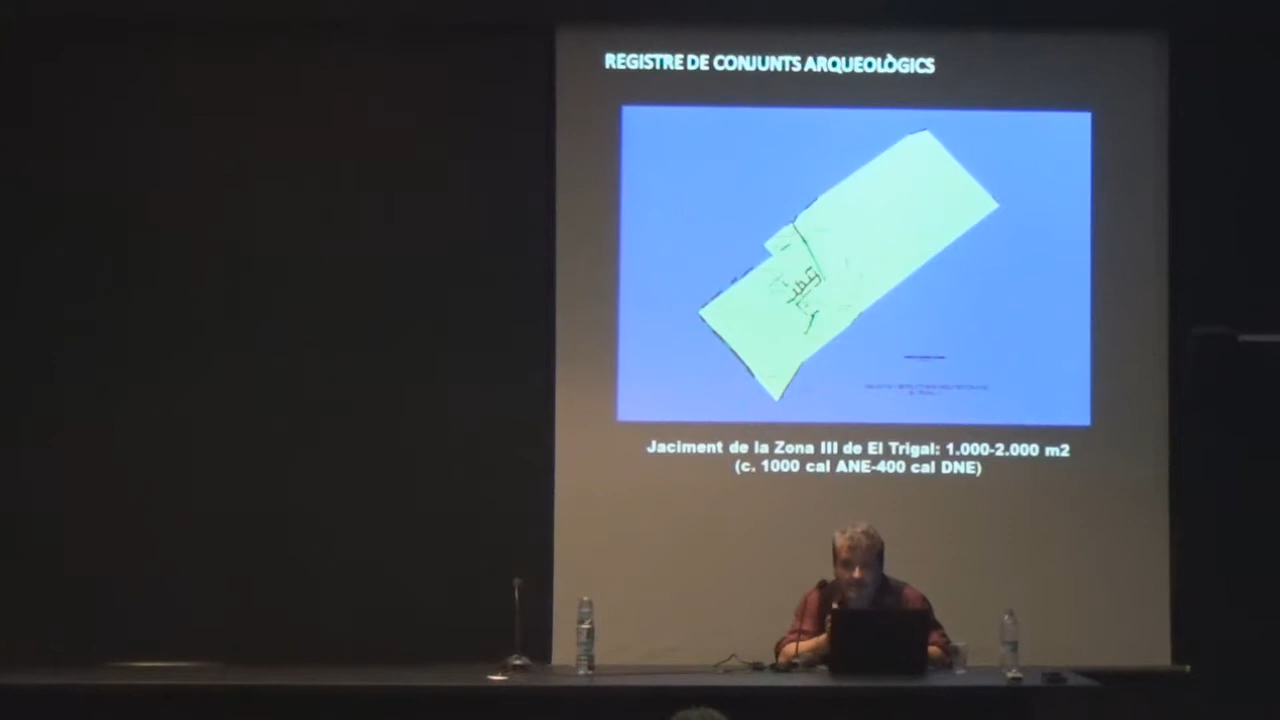 REGISTRE DE CONJUNTS ARQUEOLÒGICS
Jaciment de la Zona III de El Trigal: 1.000-2.000 m2
(c. 1000 cal ANE-400 cal DNE)